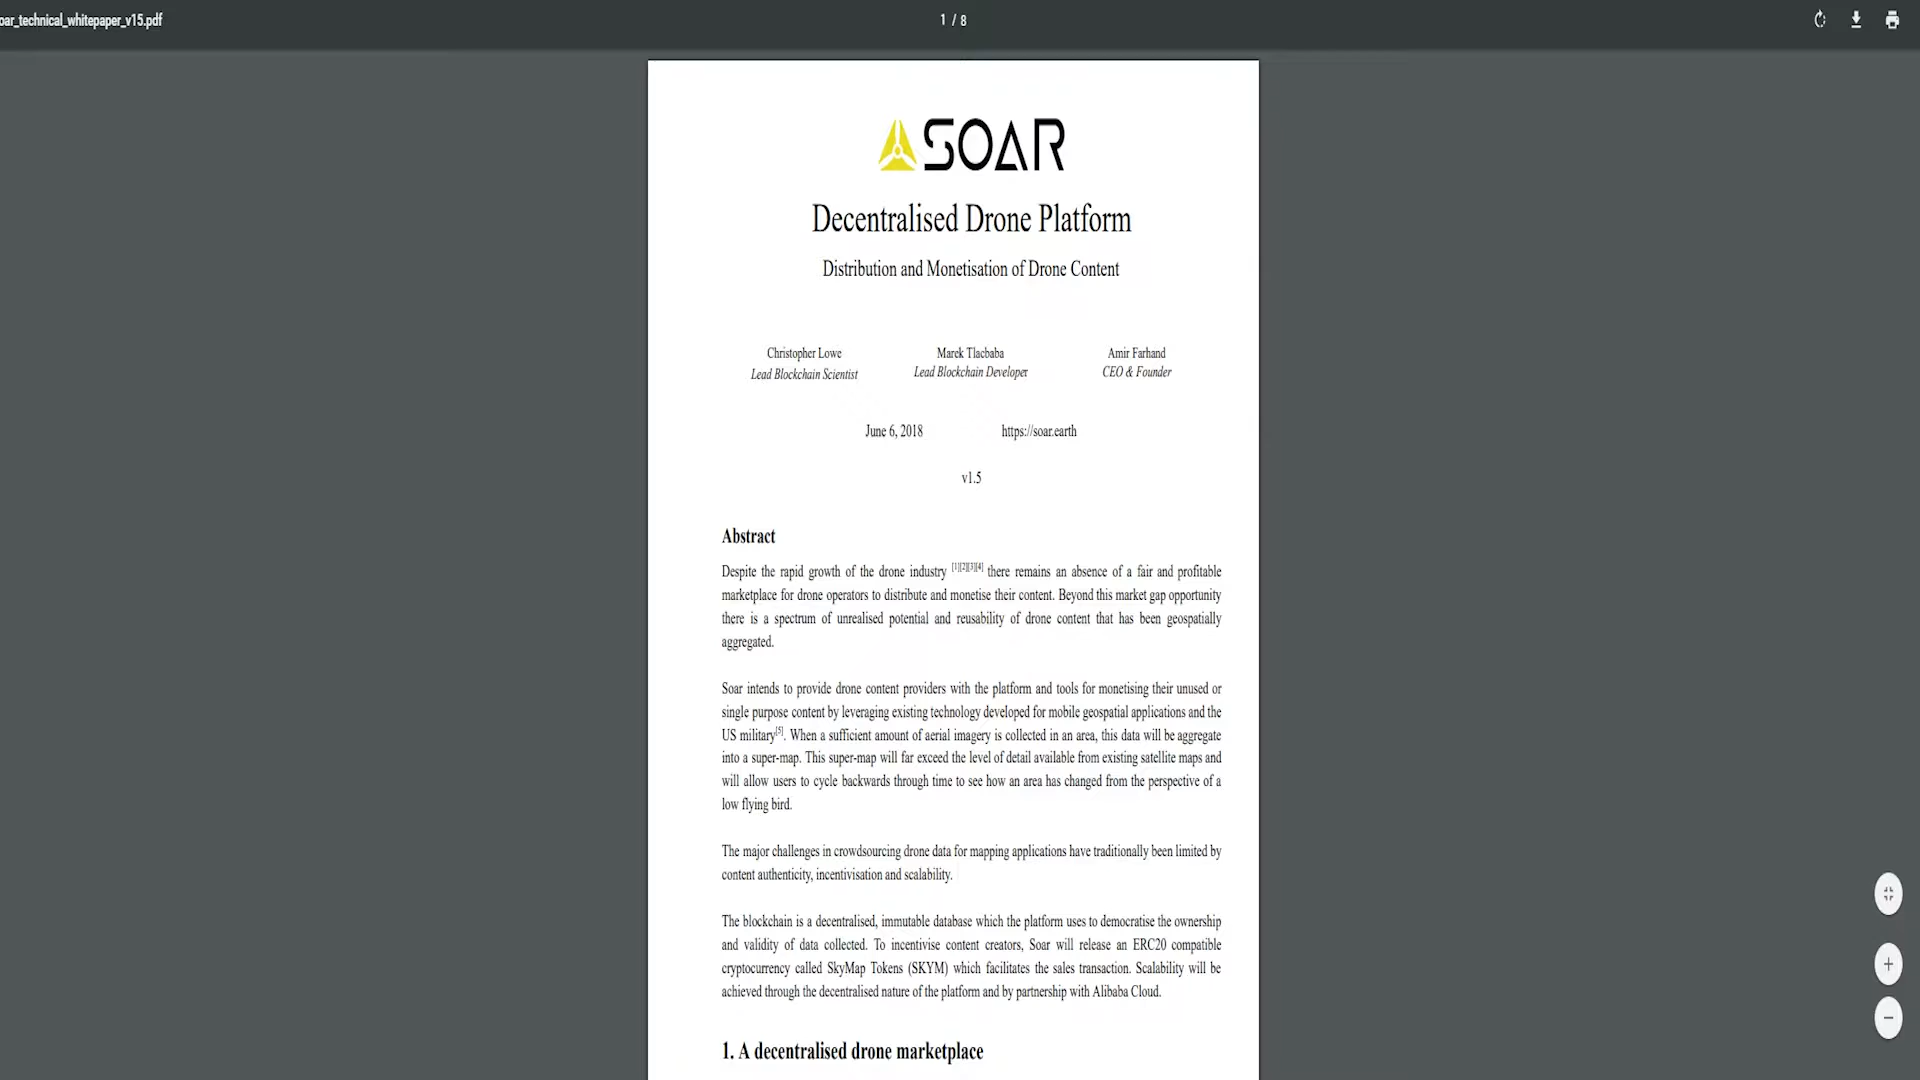 oar_technical_whitepaper_v15.pdf
1 / 8
SOAR
Decentralised Drone Platform
Distribution and Monetisation of Drone Content
Christopher Lowe
Lead Blockchain Scientist
Marek Tlacbaba
Lead Blockchain Developer
Amir Farhand
CEO & Founder
June 6, 2018
https://soar.earth
v1.5
Abstract
Despite the rapid growth of the drone industry [1][2][3][4] there remains an absence of a fair and profitable
marketplace for drone operators to distribute and monetise their content. Beyond this market gap opportunity
there is a spectrum of unrealised potential and reusability of drone content that has been geospatially
aggregated.
Soar intends to provide drone content providers with the platform and tools for monetising their unused or
single purpose content by leveraging existing technology developed for mobile geospatial applications and the
US military[5]. When a sufficient amount of aerial imagery is collected in an area, this data will be aggregate
into a super-map. This super-map will far exceed the level of detail available from existing satellite maps and
will allow users to cycle backwards through time to see how an area has changed from the perspective of a
low flying bird.
The major challenges in crowdsourcing drone data for mapping applications have traditionally been limited by
content authenticity, incentivisation and scalability.
The blockchain is a decentralised, immutable database which the platform uses to democratise the ownership
and validity of data collected. To incentivise content creators, Soar will release an ERC20 compatible
cryptocurrency called SkyMap Tokens (SKYM) which facilitates the sales transaction. Scalability will be
achieved through the decentralised nature of the platform and by partnership with Alibaba Cloud.
1. A decentralised drone marketplace